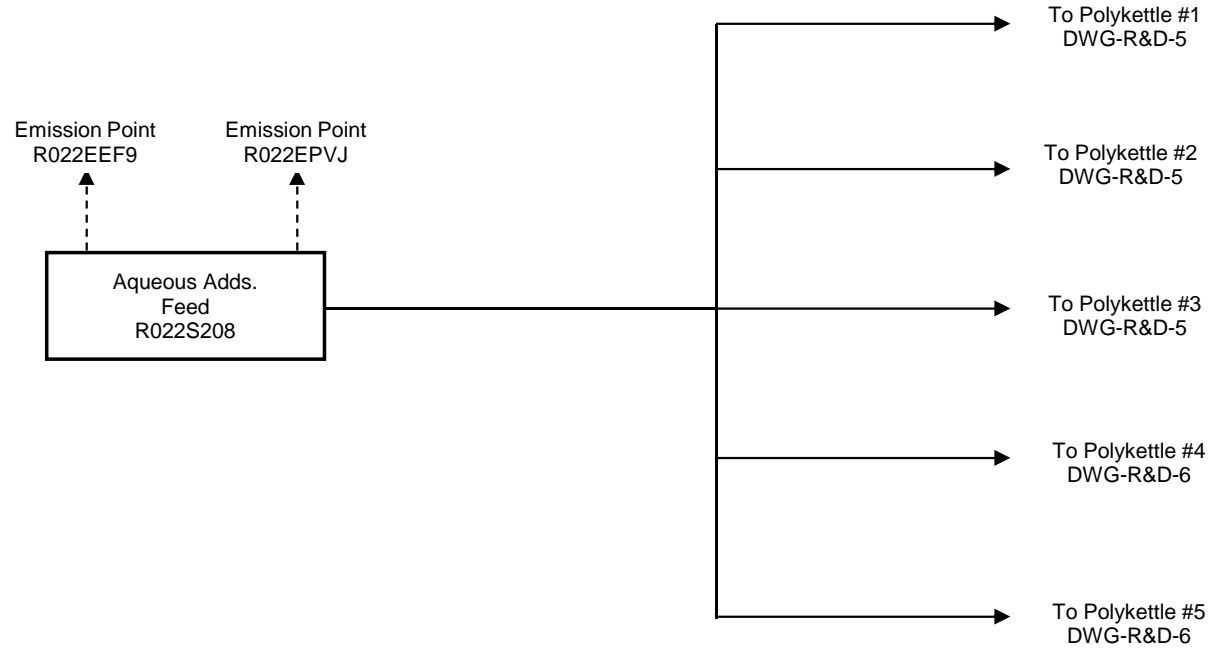 To Polykettle #1
DWG-R&D-5
Emission Point
R022EEF9
Emission Point
R022EPVJ
To Polykettle #2
DWG-R&D-5
Aqueous Adds.
Feed
R022S208
To Polykettle #3
DWG-R&D-5
To Polykettle #4
DWG-R&D-6
To Polykettle #5
DWG-R&D-6